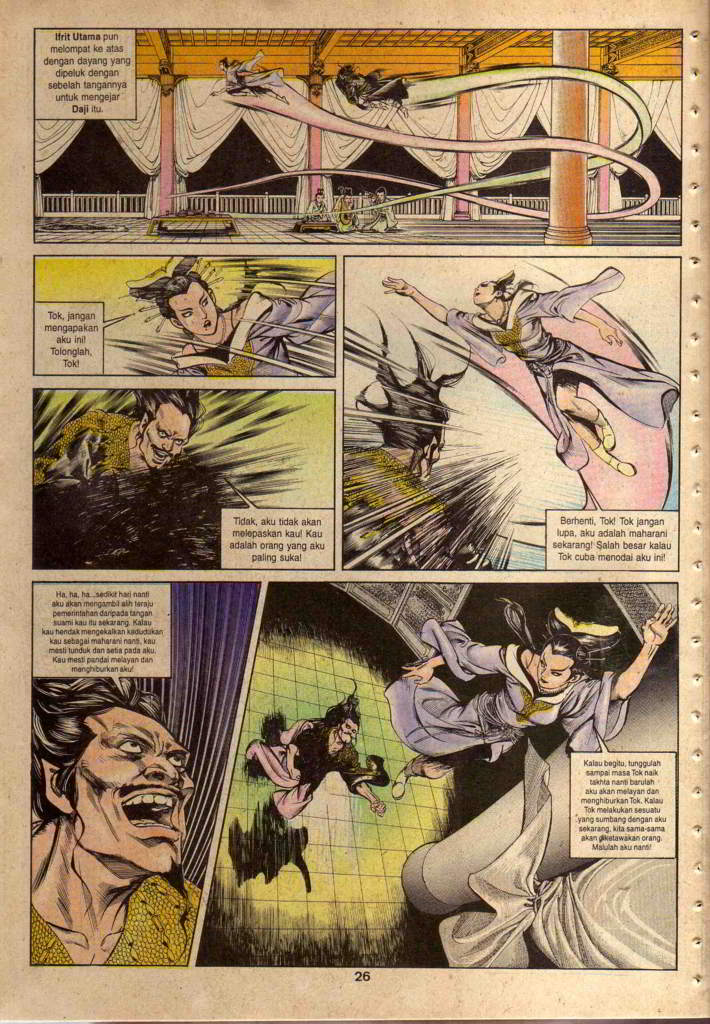 Ifrit Utama pun
melompat ke atas
dengan dayang yang
dipeluk dengan
sebelah tangannya
untuk mengejar
Daji itu.
Tok, jangan
mengapakan
aku ini!
Tolonglah,
Tok!
Tidak, aku tidak akan
melepaskan kau! Kau
adalah orang yang aku
paling suka!
Berhenti, Tok! Tok jangan
lupa, aku adalah maharani
sekarang! Salah besar kalau
Tok cuba menodai aku ini!
Ha, ha, ha...sedikit hari nanti
aku akan mengambil alih teraju
pemerintahan daripada tangan
suami kau itu sekarang. Kalau
kau hendak mengekalkan kedudukan
kau sebagai maharani nanti, kau
mesti tunduk dan setia pada aku.
Kau mesti pandai melayan dan
menghiburkan aku!
Kalau begitu, tunggulah
sampai masa Tok naik
takhta nanti barulah
aku akan melayan dan
menghiburkan Tok. Kalau
Tok melakukan sesuatu
yang sumbang dengan aku
sekarang, kita sama-sama
akan diketawakan orang.
Malulah aku nanti!
26